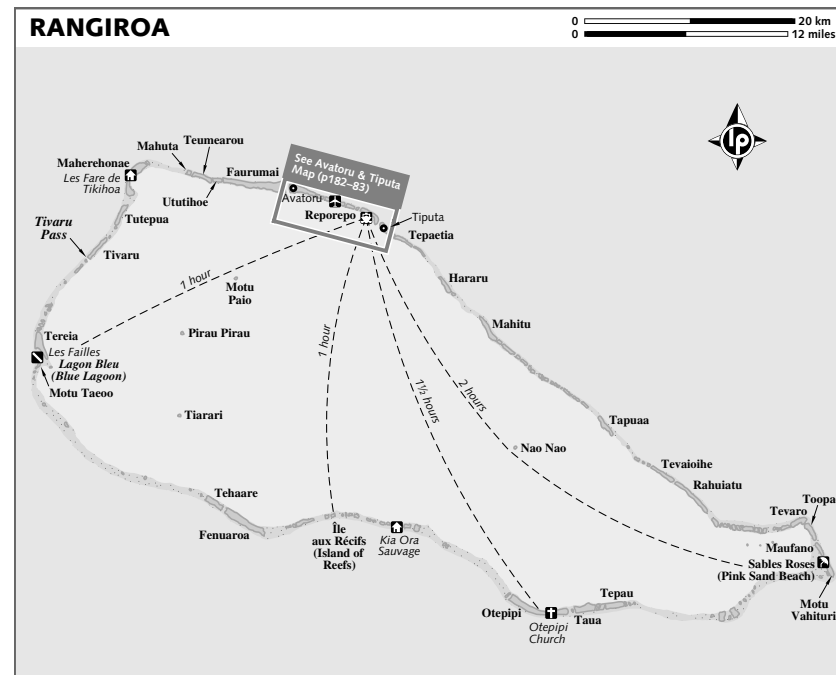 RANGIROA
0 20 km
0 12 miles
lp
See Avatoru & Tiputa
Map (p182–83)
Teumearou
Mahuta
Maherehonae
Les Fare de
Tikihoa
Faurumai
Ututihoe
Avatoru
Reporepo
Tiputa
Tepaetia
Tutepua
Tivaru
Pass
Tivaru
1 hour
Motu
Paio
Hararu
Mahitu
Tereia
Les Failles
Lagon Bleu
(Blue Lagoon)
Motu Taeoo
Pirau Pirau
1 hour
1½ hours
2 hours
Tiarari
Tapuaa
Nao Nao
Tevaioihe
Rahuiatu
Toopa
Tevaro
Tehaare
Fenuaroa
Île
aux Récifs
(Island of
Reefs)
Kia Ora
Sauvage
Maufano
Sables Roses
(Pink Sand Beach)
Motu
Vahituri
Otepipi
Tepau
Taua
Otepipi
Church